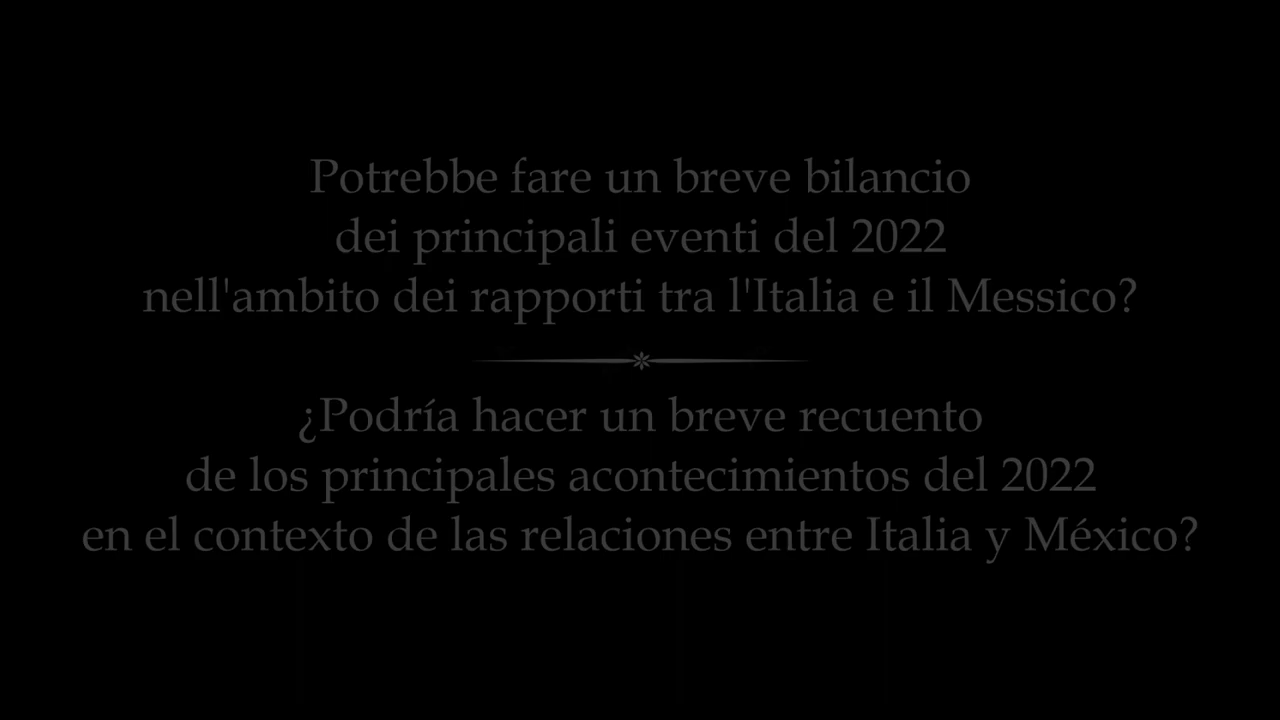 Potrebbe fare un breve bilancio
dei principali eventi del 2022
nell'ambito dei rapporti tra l'Italia e il Messico?
¿Podría hacer un breve recuento
de los principales acontecimientos del 2022
en el contexto de las relaciones entre Italia y México?